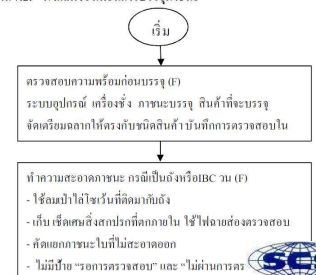 เริ่ม
ตรวจสอบความพร้อมก่อนบรรจุ (F)
ระบบอุปกรณ์ เครื่องชั่ง ภาชนะบรรจุ สินค้าที่จะบรรจุ
จัดเตรียมฉลากให้ตรงกับชนิดสินค้า บันทึกการตรวจสอบใน
ทำความสะอาดภาชนะ กรณีเป็นถังหรือIBC วน (F)
- ใช้ลมเป่าไล่โซเว้นที่ติดมากับถัง
- เก็บ เช็ดเศษสิ่งสกปรกที่ตกภายใน ใช้ไฟฉายส่องตรวจสอบ
- คัดแยกภาชนะใบที่ไม่สะอาดออก
- ไม่มีป้าย “รอการตรวจสอบ” และ “ไม่ผ่านการตร